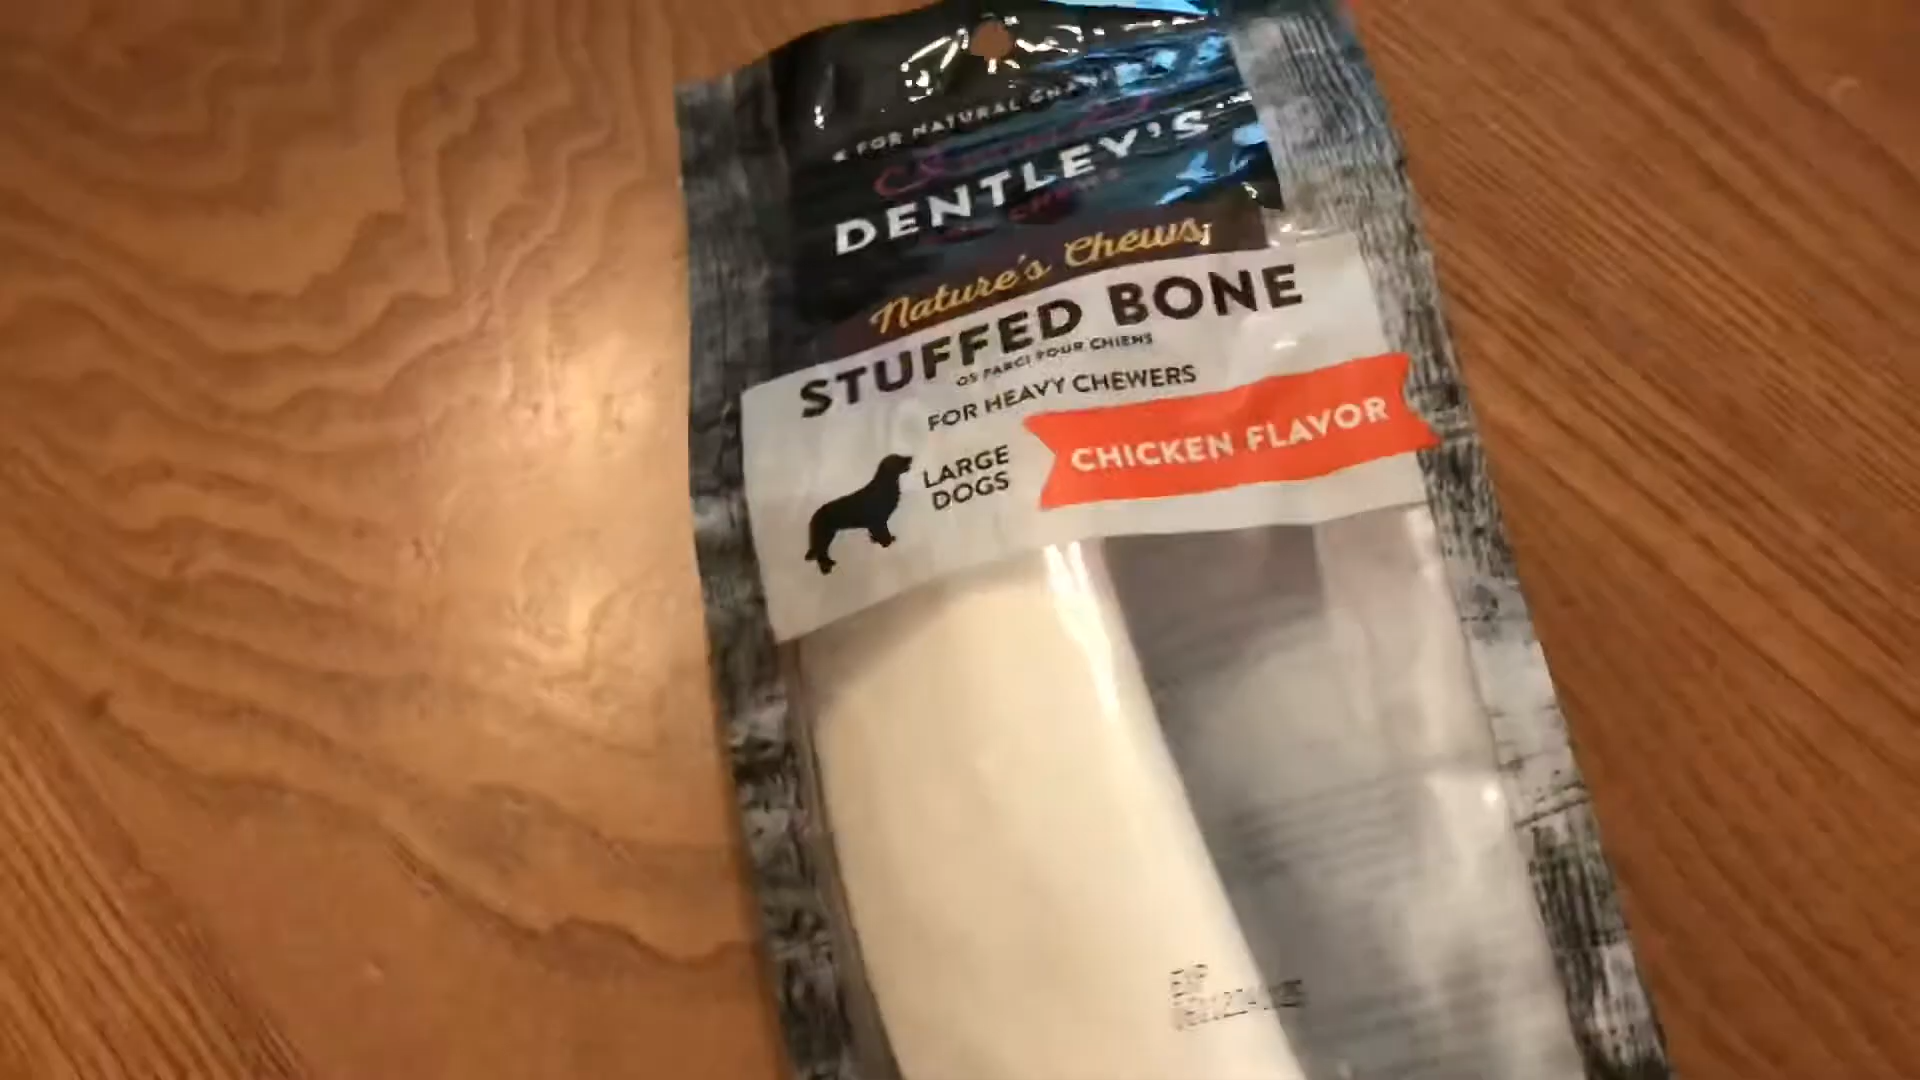 FOR NATURAL
DENTLEY'S
Nature's Chews
STUFFED BONE
OS FARCI POUR CHIENS
FOR HEAVY CHEWERS
LARGE
DOGS
CHICKEN FLAVOR
EXP